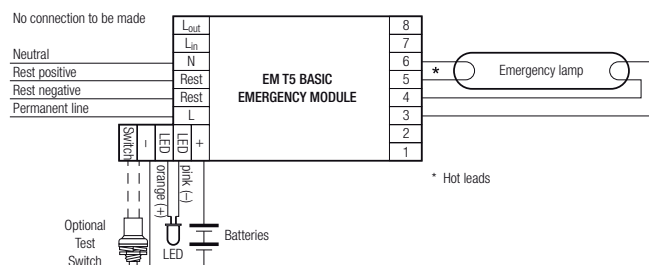 No connection to be made
Lout
Lin
N
Rest
Rest
L
Neutral
Rest positive
Rest negative
Permanent line
EM T5 BASIC
EMERGENCY MODULE
8
7
6
5
4
3
2
1
*
Emergency lamp
* Hot leads
Switch
–
LED
LED
+
orange (+)
pink (–)
Optional
Test
Switch
LED
Batteries